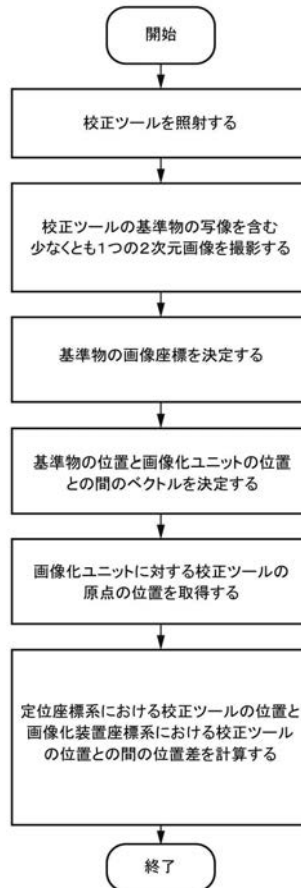 開始
校正ツールを照射する
校正ツールの基準物の写像を含む
少なくとも1つの2次元画像を撮影する
基準物の画像座標を決定する
基準物の位置と画像化ユニットの位置
との間のベクトルを決定する
画像化ユニットに対する校正ツールの
原点の位置を取得する
定位座標系における校正ツールの位置と
画像化装置座標系における校正ツール
の位置との間の位置差を計算する
終了